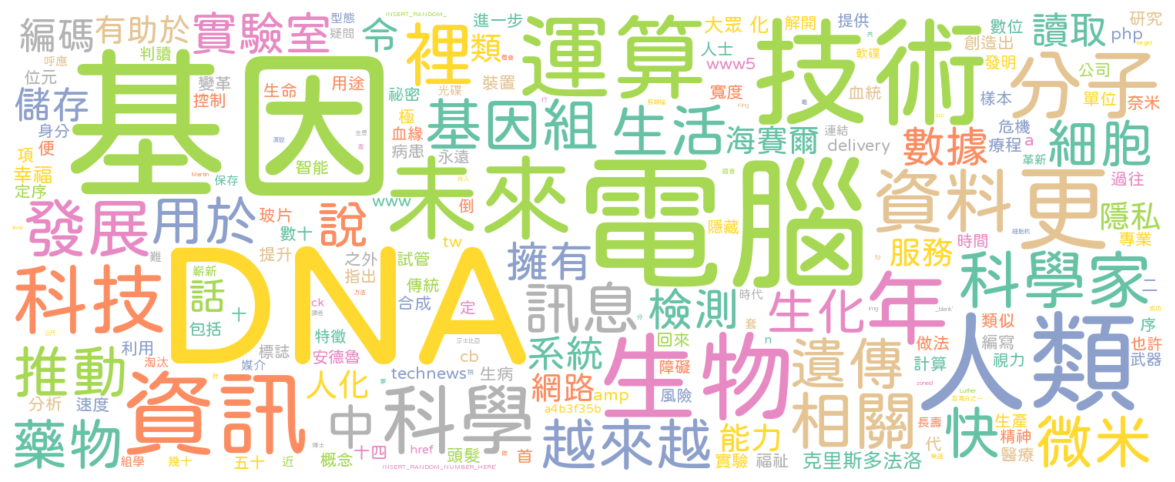 編碼
有助於
實驗室
型態
疑問
令
INSERT_RANDOM_
進一步
裡
類
運算
大眾
化
解開
提供
技術
數位
讀取
php
研究
呼應
判讀
位元
變革
控制
基因
生命
用途
祕密
光碟
裝置
人士
www5
寬度
軟碟
血統
創造出
發明
分子
公司
單位
奈米
樣本
儲存
身分
便
極
血緣
病患
永遠
基因組
生活
海賽爾
連結
delivery
數據
危機
療程
a
革新
細胞
項
幸福
定序
保存
智能
未來
電腦
資料
更
過往
隱私
專業
發展
用於
玻片
數十
說
www
倒
隱藏
服務
時間
科技
難
嶄新
話
包括
提升
DNA
之外
指出
試管
傳統
合成
tw
定
擁有
訊息
檢測
時代
生化
年
科學家
二
十
ck
特徵
安德魯
cb
系統
回來
套
n
類似
做法
計算
編寫
視力
序
也許
武器
推動
淘汰
利用
標誌
媒介
分析
速度
資訊
人化
technews
生病
網路
amp
a4b3f35b
障礙
風險
生物
遺傳
人類
中
科學
href
藥物
組學
幾十
五十
近
概念
十四
頭髮
INSERT_RANDOM_NUMBER_HERE
首
越來越
能力
實驗
福祉
相關
克里斯多法洛
代
長壽
快
生產
精神
醫療
微米